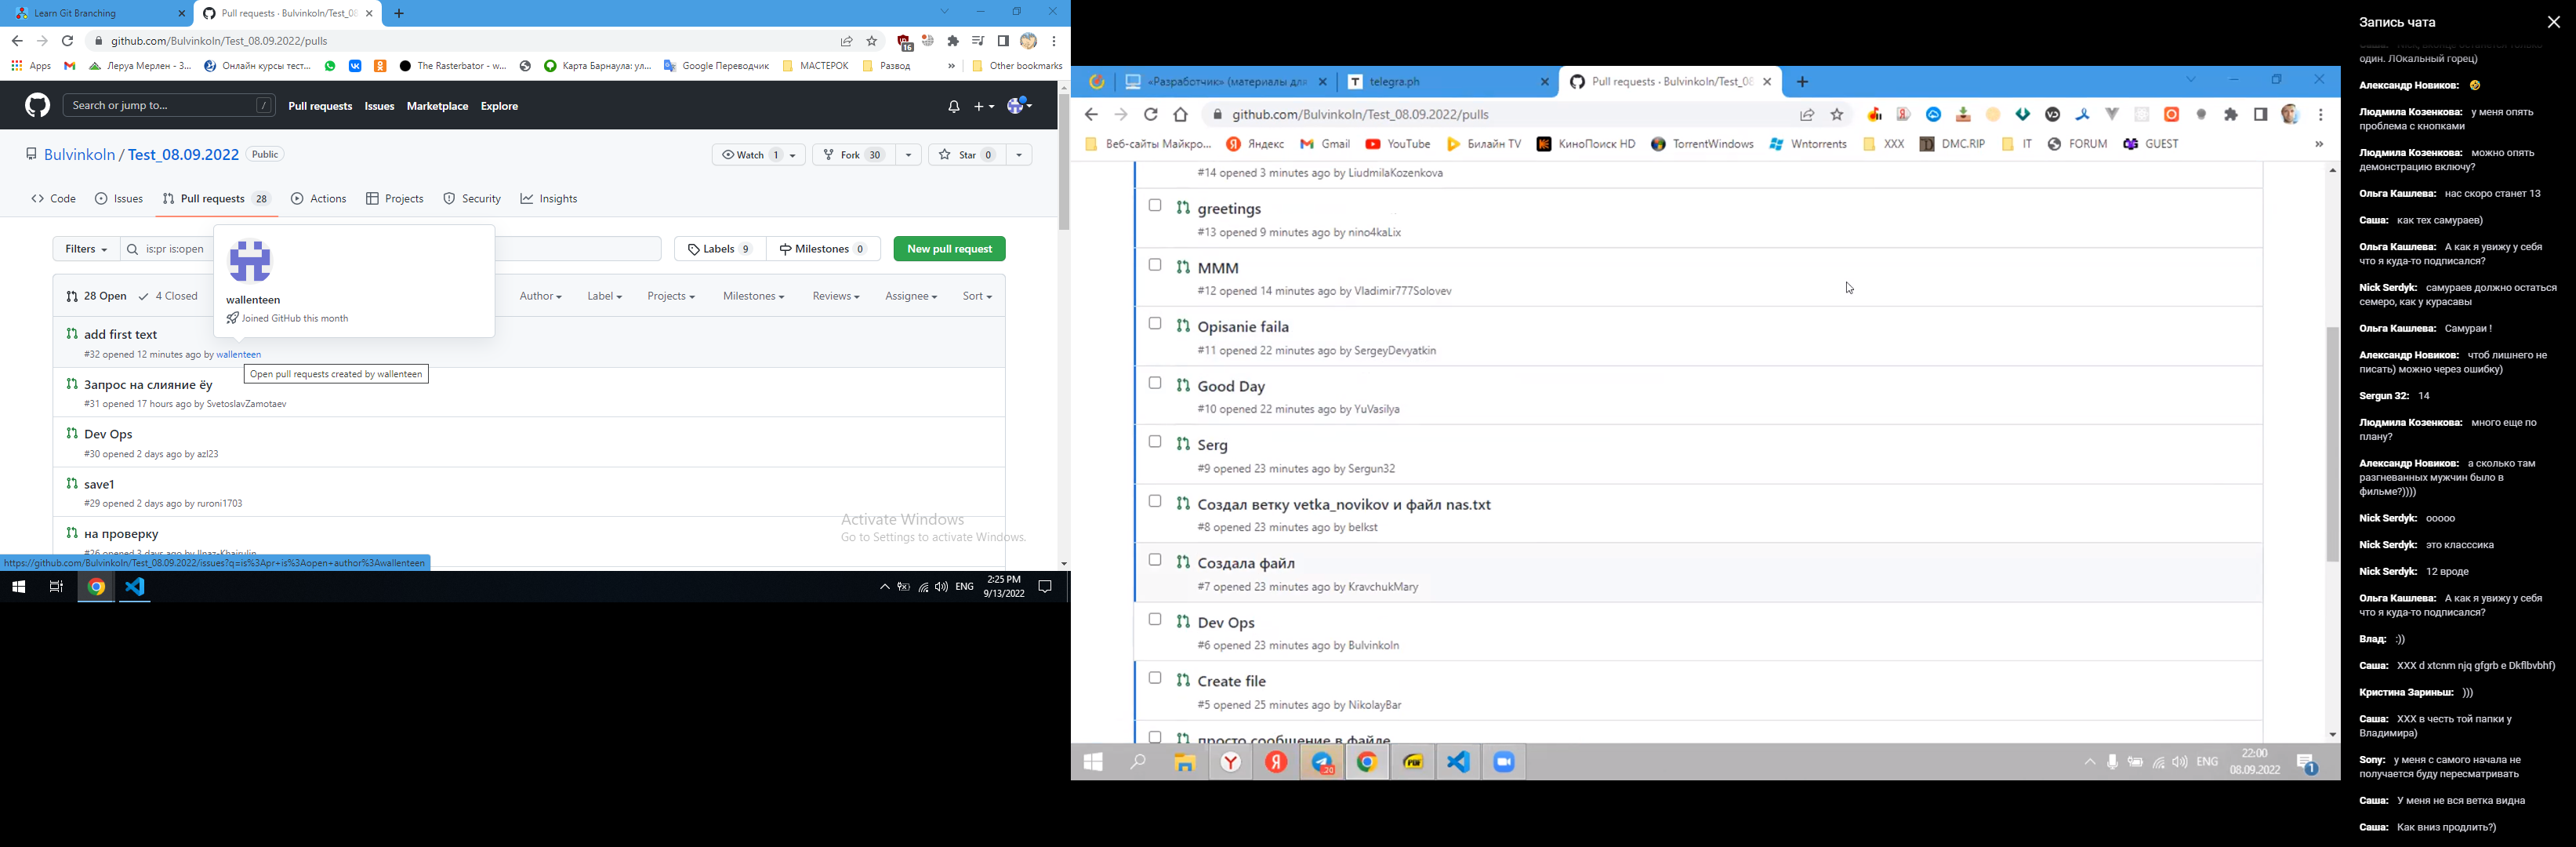 Learn Git Branching
Pull requests · Bulvinkoln/Test_08
github.com/Bulvinkoln/Test_08.09.2022/pulls
16
Apps
Леруа Мерлен - З...
Онлайн курсы тест...
The Rasterbator - w...
Карта Барнаула: ул...
Google Переводчик
МАСТЕРОК
Развод
»
Other bookmarks
Search or jump to...
/
Pull requests
Issues
Marketplace
Explore
Bulvinkoln / Test_08.09.2022
Public
Watch 1
Fork 30
Star 0
Code
Issues
Pull requests 28
Actions
Projects
Security
Insights
Filters
is:pr is:open
Labels 9
Milestones 0
New pull request
wallenteen
Joined GitHub this month
28 Open
4 Closed
Author
Label
Projects
Milestones
Reviews
Assignee
Sort
add first text
#32 opened 12 minutes ago by wallenteen
Open pull requests created by wallenteen
Запрос на слияние ёу
#31 opened 17 hours ago by SvetoslavZamotaev
Dev Ops
#30 opened 2 days ago by azl23
save1
#29 opened 2 days ago by ruroni1703
на проверку
#26 opened 3 days ago by Ilnaz-Khairulin
Activate Windows
Go to Settings to activate Windows.
https://github.com/Bulvinkoln/Test_08.09.2022/issues?q=is%3Apr+is%3Aopen+author%3Awallenteen
ENG
2:25 PM
9/13/2022
«Разработчик» (материалы для
telegra.ph
Pull requests · Bulvinkoln/Test_08
github.com/Bulvinkoln/Test_08.09.2022/pulls
Веб-сайты Майкро...
Яндекс
Gmail
YouTube
Билайн TV
КиноПоиск HD
TorrentWindows
Wntorrents
XXX
DMC.RIP
IT
FORUM
GUEST
»
#14 opened 3 minutes ago by LiudmilaKozenkova
greetings
#13 opened 9 minutes ago by nino4kaLix
MMM
#12 opened 14 minutes ago by Vladimir777Solovev
Opisanie faila
#11 opened 22 minutes ago by SergeyDevyatkin
Good Day
#10 opened 22 minutes ago by YuVasilya
Serg
#9 opened 23 minutes ago by Sergun32
Создал ветку vetka_novikov и файл nas.txt
#8 opened 23 minutes ago by belkst
Создала файл
#7 opened 23 minutes ago by KravchukMary
Dev Ops
#6 opened 23 minutes ago by Bulvinkoln
Create file
#5 opened 25 minutes ago by NikolayBar
просто сообщение в файле
ENG
22:00
08.09.2022
1
Запись чата
один. ЛОкальный горец)
Александр Новиков: 🤣
Людмила Козенкова: у меня опять
проблема с кнопками
Людмила Козенкова: можно опять
демонстрацию включу?
Ольга Кашлева: нас скоро станет 13
Саша: как тех самураев)
Ольга Кашлева: А как я увижу у себя
что я куда-то подписался?
Nick Serdyk: самураев должно остаться
семеро, как у курасавы
Ольга Кашлева: Самураи !
Александр Новиков: чтоб лишнего не
писать) можно через ошибку)
Sergun 32: 14
Людмила Козенкова: много еще по
плану?
Александр Новиков: а сколько там
разгневанных мужчин было в
фильме?))))
Nick Serdyk: ооооо
Nick Serdyk: это класссика
Nick Serdyk: 12 вроде
Ольга Кашлева: А как я увижу у себя
что я куда-то подписался?
Влад: :))
Саша: XXX d xtcnm njq gfgrb e Dkflbvbhf)
Кристина Зариньш: )))
Саша: XXX в честь той папки у
Владимира)
Sony: у меня с самого начала не
получается буду пересматривать
Саша: У меня не вся ветка видна
Саша: Как вниз продлить?)